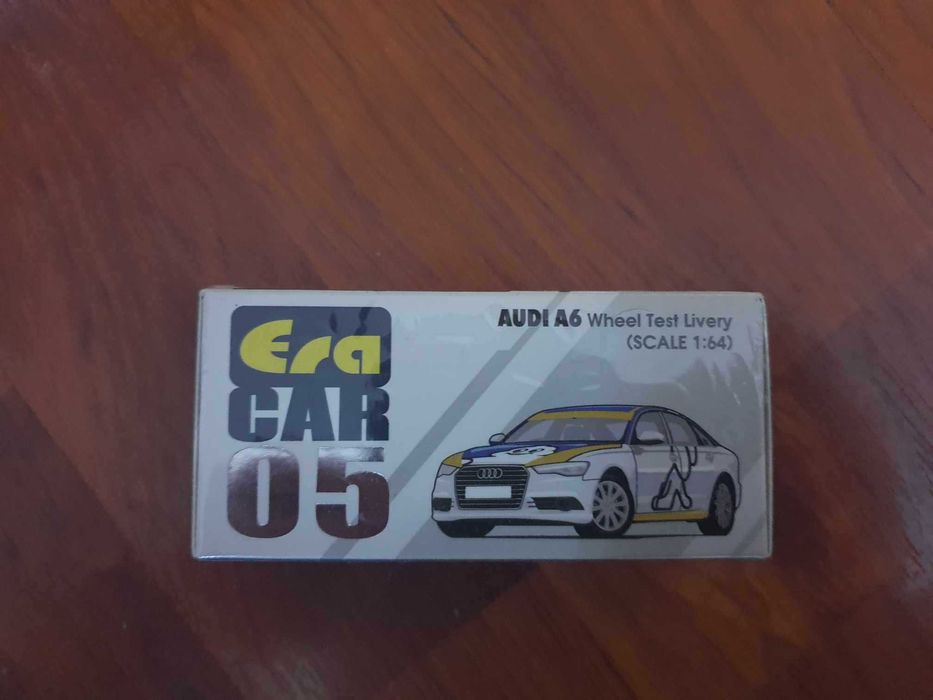 Era
CAR
05
AUDI A6 Wheel Test Livery
(SCALE 1:64)